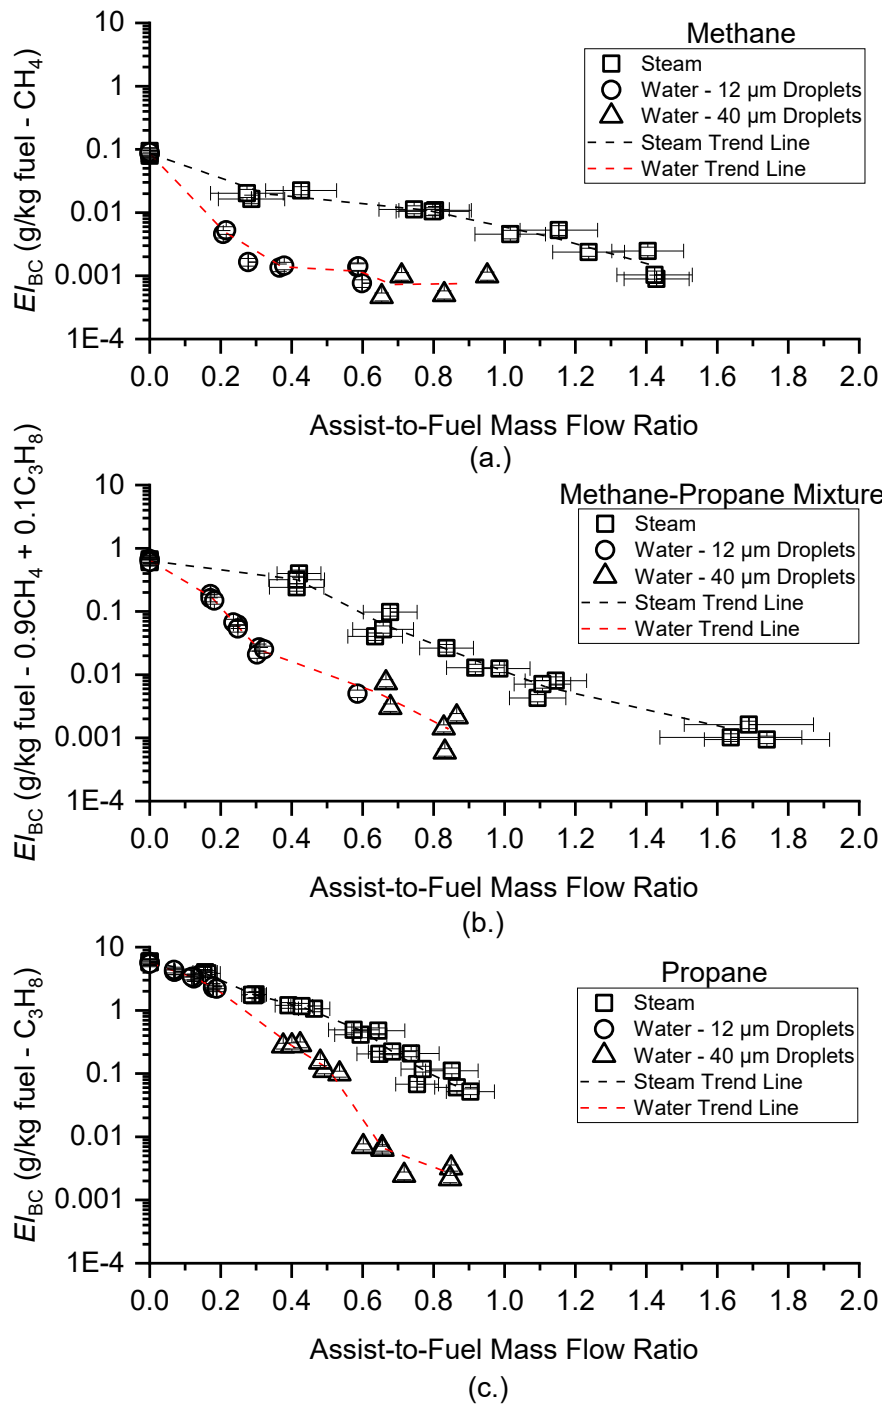 Methane
Steam
Water - 12 µm Droplets
Water - 40 µm Droplets
Steam Trend Line
Water Trend Line
EI_BC (g/kg fuel - CH₄)
10
1
0.1
0.01
0.001
1E-4
0.0 0.2 0.4 0.6 0.8 1.0 1.2 1.4 1.6 1.8 2.0
Assist-to-Fuel Mass Flow Ratio
(a.)
Methane-Propane Mixture
Steam
Water - 12 µm Droplets
Water - 40 µm Droplets
Steam Trend Line
Water Trend Line
EI_BC (g/kg fuel - 0.9CH₄ + 0.1C₃H₈)
10
1
0.1
0.01
0.001
1E-4
0.0 0.2 0.4 0.6 0.8 1.0 1.2 1.4 1.6 1.8 2.0
Assist-to-Fuel Mass Flow Ratio
(b.)
Propane
Steam
Water - 12 µm Droplets
Water - 40 µm Droplets
Steam Trend Line
Water Trend Line
EI_BC (g/kg fuel - C₃H₈)
10
1
0.1
0.01
0.001
1E-4
0.0 0.2 0.4 0.6 0.8 1.0 1.2 1.4 1.6 1.8 2.0
Assist-to-Fuel Mass Flow Ratio
(c.)